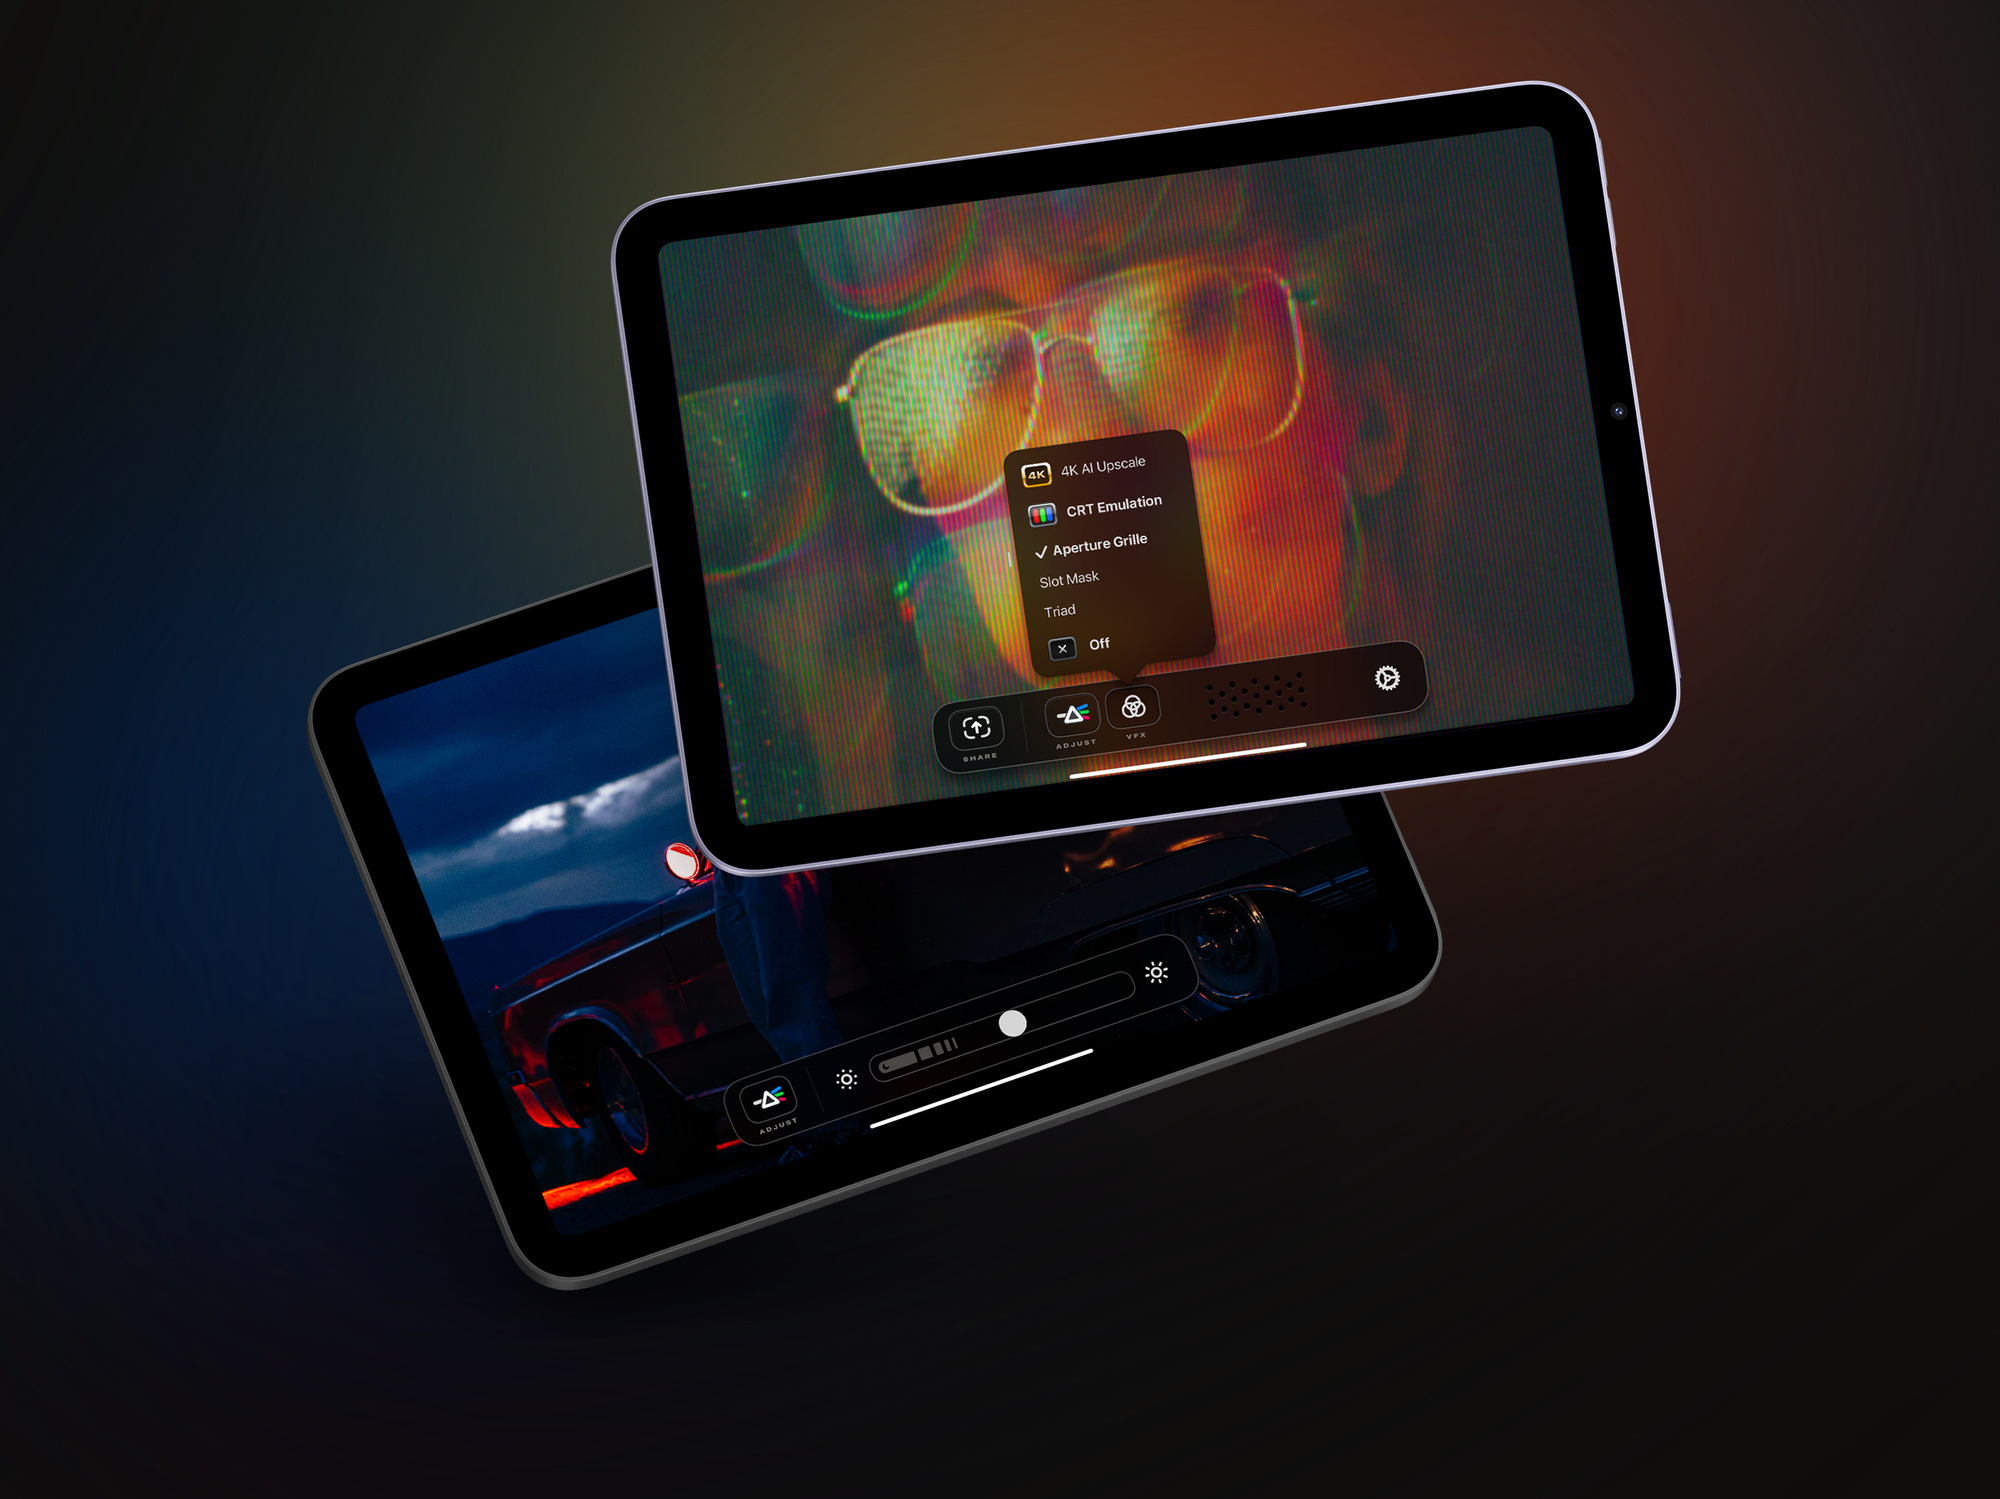 4K
4K AI Upscale
CRT Emulation
Aperture Grille
Slot Mask
Triad
Off
SHARE
ADJUST
VFX
ADJUST